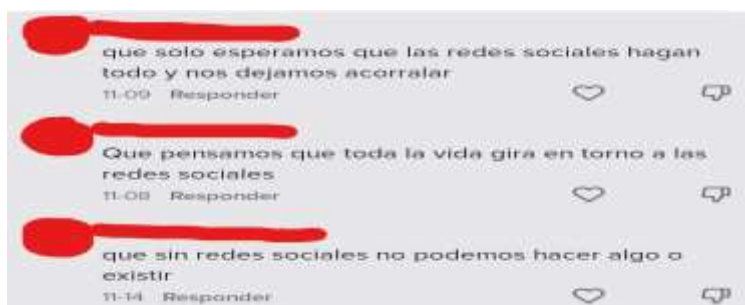 que solo esperamos que las redes sociales hagan
todo y nos dejamos acorralar
11-09 Responder
Que pensamos que toda la vida gira en torno a las
redes sociales
11-08 Responder
que sin redes sociales no podemos hacer algo o
existir
11-14 Responder